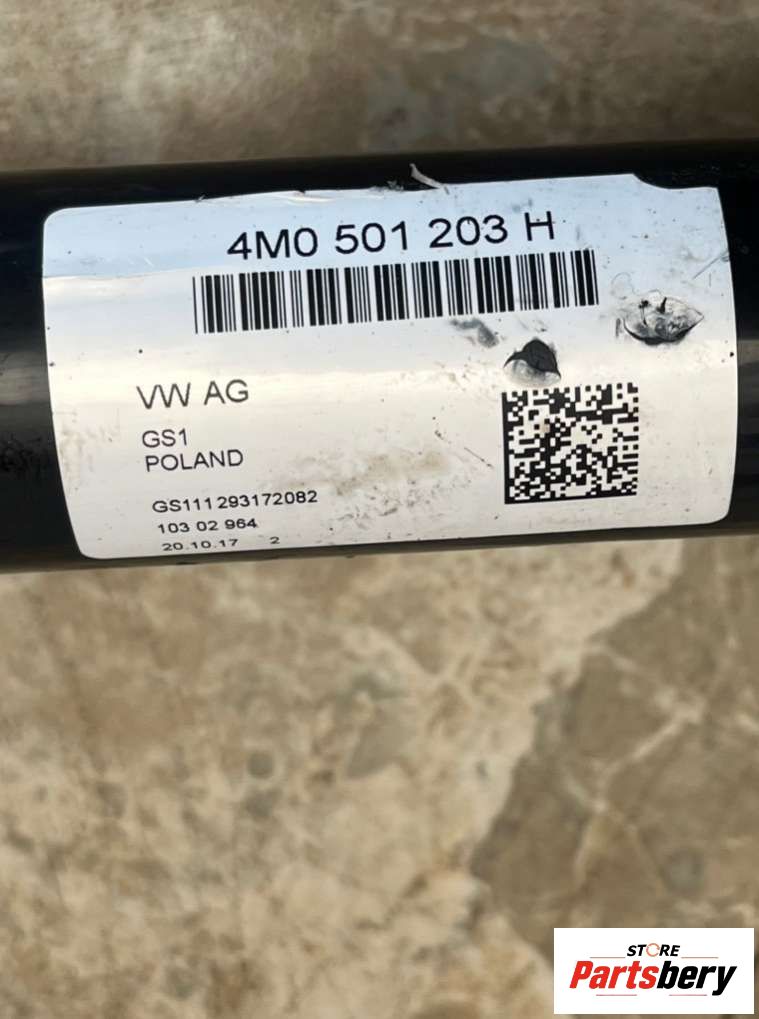 4M0 501 203 H
VW AG
GS1
POLAND
GS111293172082
103 02 964
20.10.17 2
STORE
Partsbery